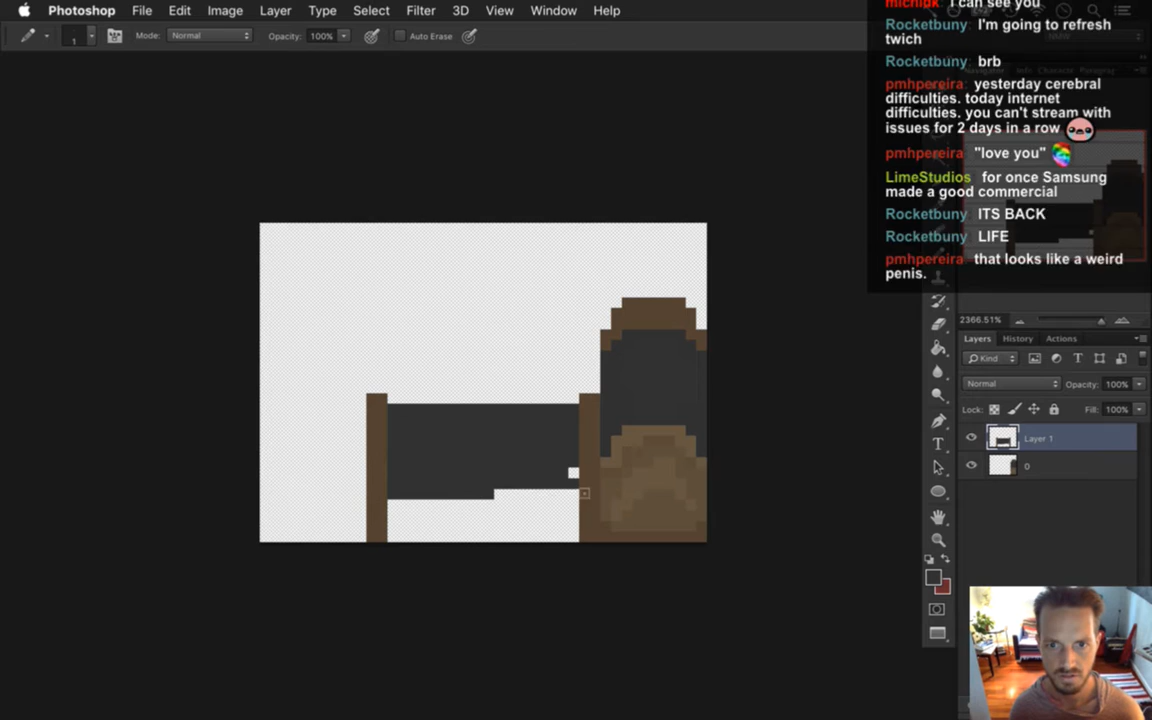 Photoshop File Edit Image Layer Type Select Filter 3D View Window Help
1 Mode: Normal Opacity: 100% Auto Erase
michipk I can see you
Rocketbuny I'm going to refresh
twich
Rocketbuny brb
pmhpereira yesterday cerebral
difficulties. today internet
difficulties. you can't stream with
issues for 2 days in a row
pmhpereira "love you"
LimeStudios for once Samsung
made a good commercial
Rocketbuny ITS BACK
Rocketbuny LIFE
pmhpereira that looks like a weird
penis.
2366.51%
Layers History Actions
Kind
Normal Opacity: 100%
Lock: Fill: 100%
Layer 1
0